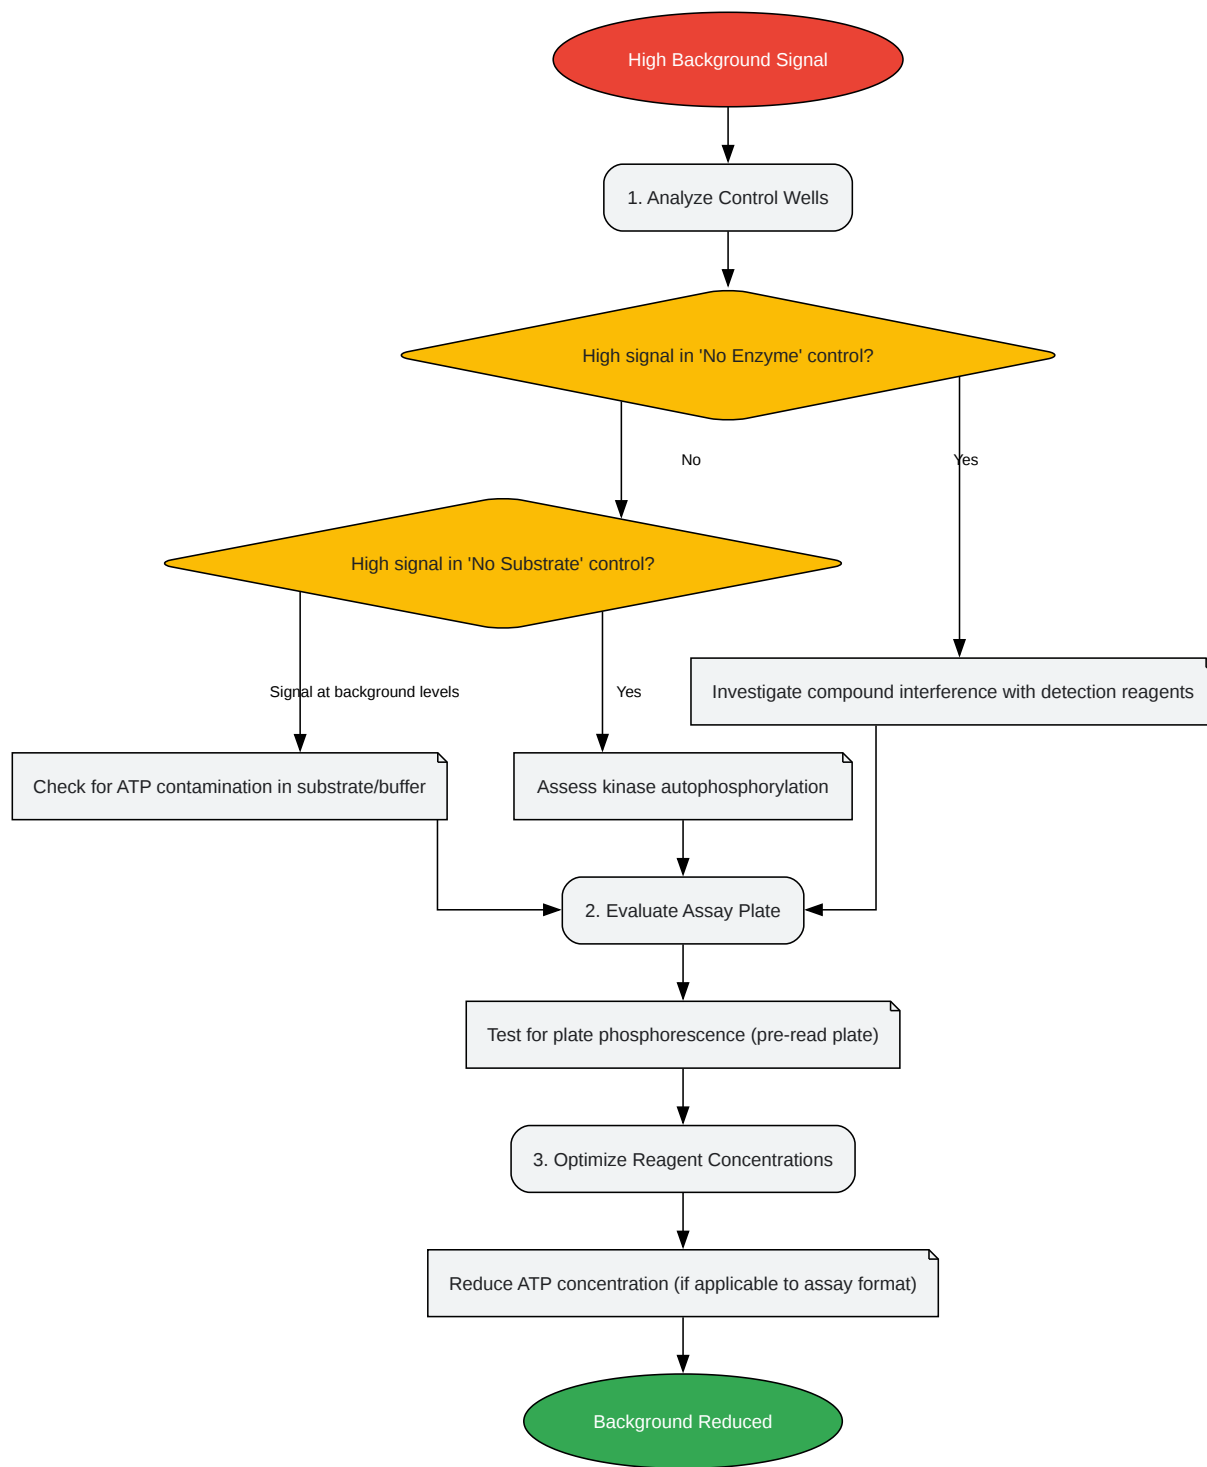 High Background Signal
1. Analyze Control Wells
High signal in 'No Enzyme' control?
No
Yes
High signal in 'No Substrate' control?
Signal at background levels
Yes
Investigate compound interference with detection reagents
Check for ATP contamination in substrate/buffer
Assess kinase autophosphorylation
2. Evaluate Assay Plate
Test for plate phosphorescence (pre-read plate)
3. Optimize Reagent Concentrations
Reduce ATP concentration (if applicable to assay format)
Background Reduced